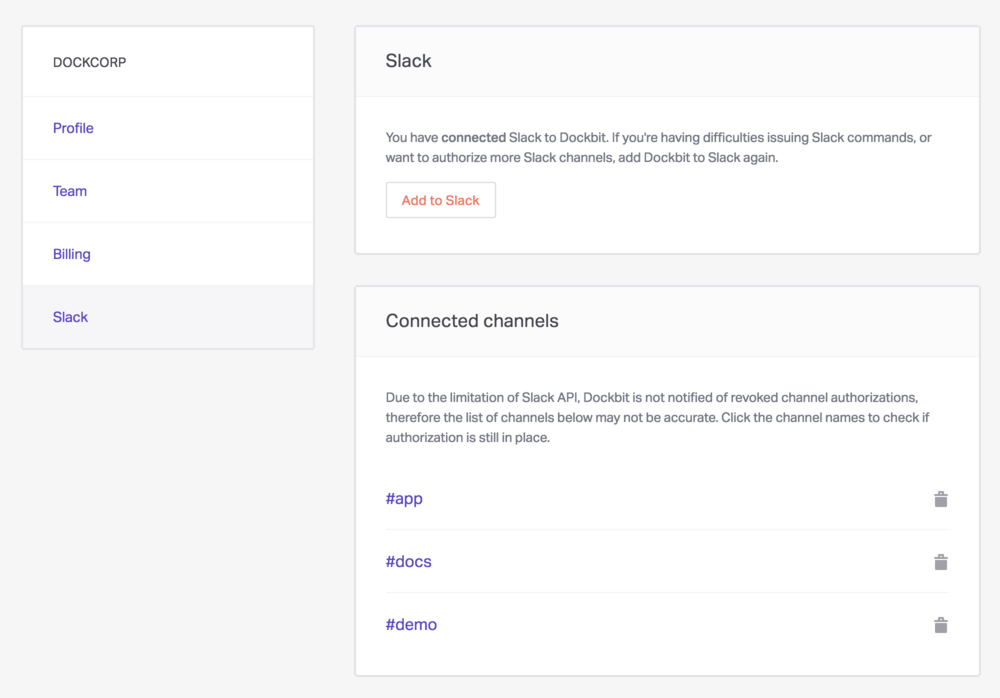 DOCKCORP
Profile
Team
Billing
Slack
Slack
You have connected Slack to Dockbit. If you're having difficulties issuing Slack commands, or
want to authorize more Slack channels, add Dockbit to Slack again.
Add to Slack
Connected channels
Due to the limitation of Slack API, Dockbit is not notified of revoked channel authorizations,
therefore the list of channels below may not be accurate. Click the channel names to check if
authorization is still in place.
#app
#docs
#demo